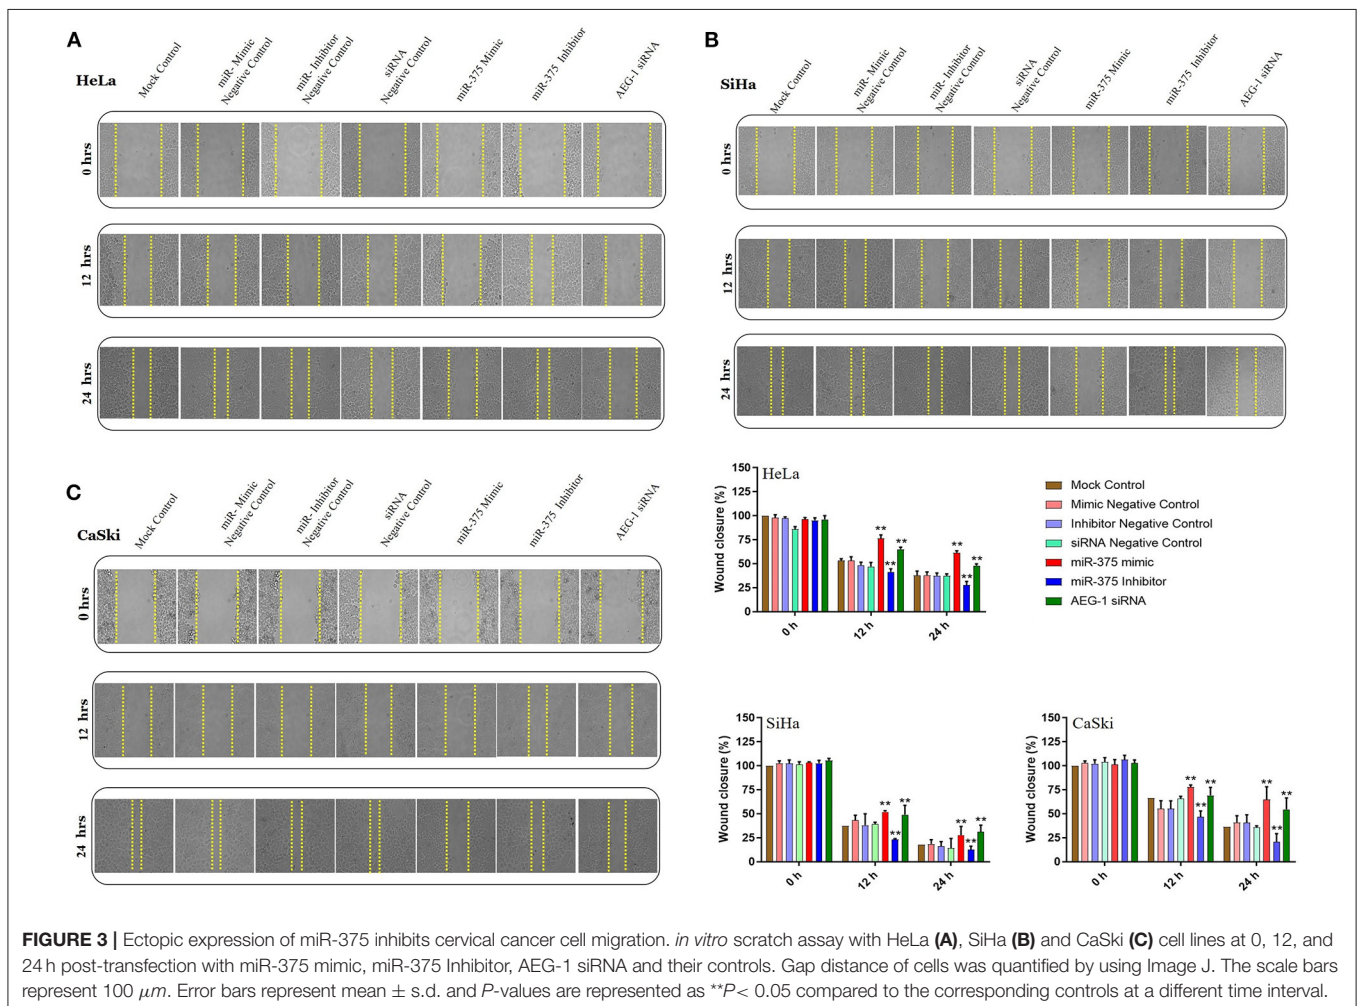 A
HeLa
Mock Control
miR- Mimic
Negative Control
miR- Inhibitor
Negative Control
siRNA
Negative Control
miR-375 Mimic
miR-375 Inhibitor
AEG-1 siRNA
0 hrs
12 hrs
24 hrs
B
SiHa
Mock Control
miR- Mimic
Negative Control
miR-Inhibitor
Negative Control
siRNA
Negative Control
miR-375 Mimic
miR-375 Inhibitor
AEG-1 siRNA
0 hrs
12 hrs
24 hrs
C
CaSki
Mock Control
miR- Mimic
Negative Control
miR- Inhibitor
Negative Control
siRNA
Negative Control
miR-375 Mimic
miR-375 Inhibitor
AEG-1 siRNA
0 hrs
12 hrs
24 hrs
HeLa
Wound closure (%)
150
125
100
75
50
25
0
** ** **
** ** **
0 h
12 h
24 h
Mock Control
Mimic Negative Control
Inhibitor Negative Control
siRNA Negative Control
miR-375 mimic
miR-375 Inhibitor
AEG-1 siRNA
SiHa
Wound closure (%)
150
125
100
75
50
25
0
** ** **
** ** **
0 h
12 h
24 h
CaSki
Wound closure (%)
150
125
100
75
50
25
0
** ** **
** ** **
0 h
12 h
24 h
FIGURE 3 | Ectopic expression of miR-375 inhibits cervical cancer cell migration. in vitro scratch assay with HeLa (A), SiHa (B) and CaSki (C) cell lines at 0, 12, and
24 h post-transfection with miR-375 mimic, miR-375 Inhibitor, AEG-1 siRNA and their controls. Gap distance of cells was quantified by using Image J. The scale bars
represent 100 μm. Error bars represent mean ± s.d. and P-values are represented as **P< 0.05 compared to the corresponding controls at a different time interval.